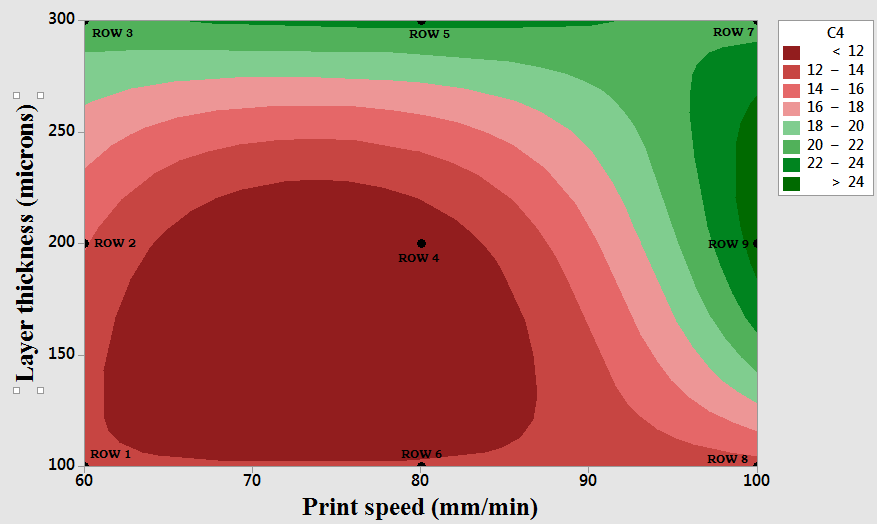 300
250
200
150
100
Layer thickness (microns)
ROW 3
ROW 5
ROW 7
ROW 2
ROW 4
ROW 9
ROW 1
ROW 6
ROW 8
60
70
80
90
100
Print speed (mm/min)
C4
< 12
12 – 14
14 – 16
16 – 18
18 – 20
20 – 22
22 – 24
> 24